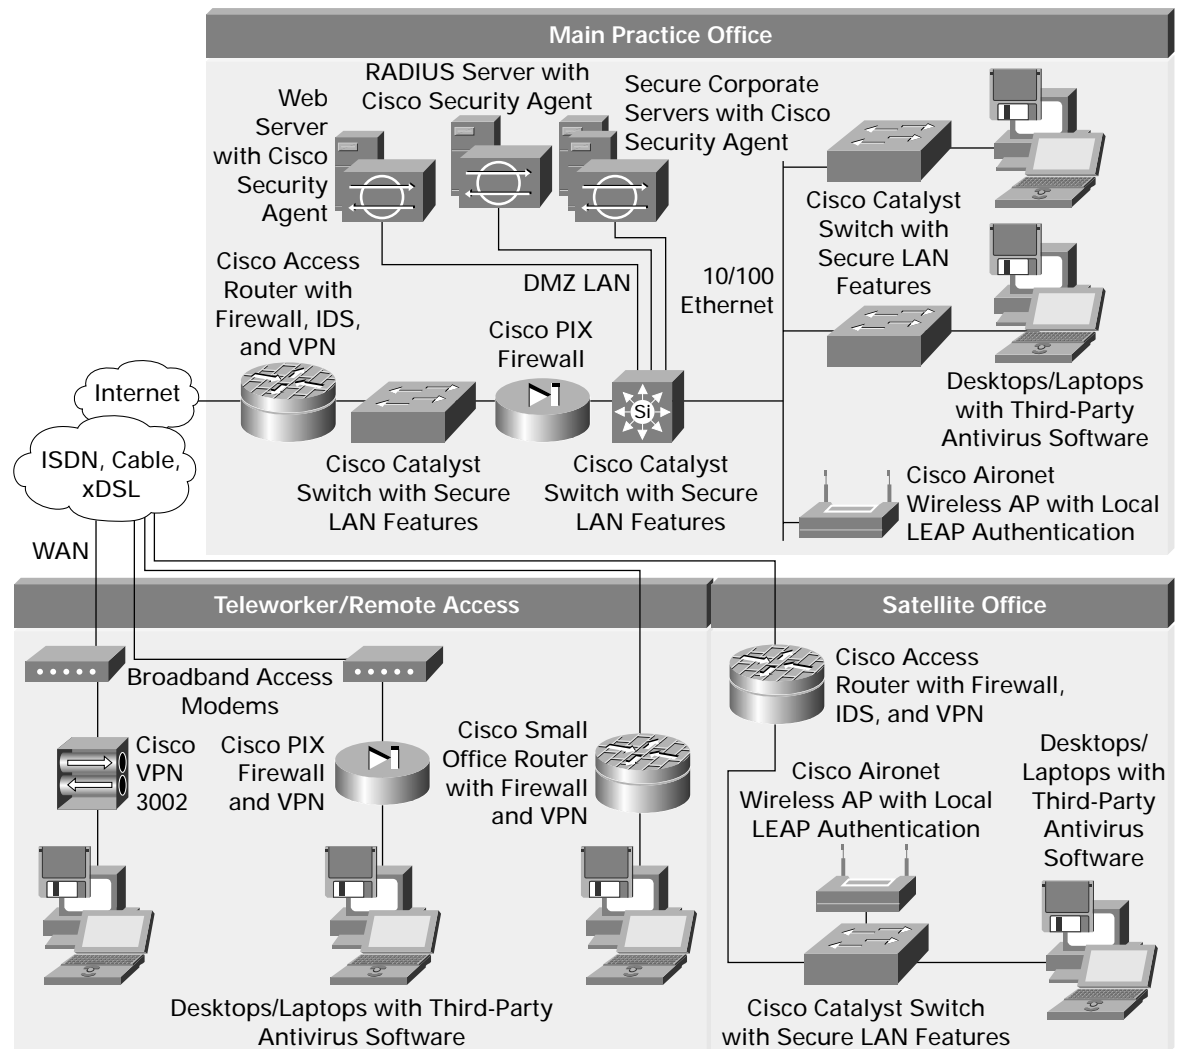 Main Practice Office
RADIUS Server with
Cisco Security Agent
Web
Server
with Cisco
Security
Agent
Secure Corporate
Servers with Cisco
Security Agent
Cisco Catalyst
Switch with
Secure LAN
Features
Cisco Access
Router with
Firewall, IDS,
and VPN
DMZ LAN
10/100
Ethernet
Cisco PIX
Firewall
Internet
Si
Desktops/Laptops
with Third-Party
Antivirus Software
ISDN, Cable,
xDSL
Cisco Catalyst
Switch with Secure
LAN Features
Cisco Catalyst
Switch with Secure
LAN Features
Cisco Aironet
Wireless AP with Local
LEAP Authentication
WAN
Teleworker/Remote Access
Broadband Access
Modems
Cisco
VPN
3002
Cisco PIX
Firewall
and VPN
Cisco Small
Office Router
with Firewall
and VPN
Desktops/Laptops with Third-Party
Antivirus Software
Satellite Office
Cisco Access
Router with Firewall,
IDS, and VPN
Cisco Aironet
Wireless AP with Local
LEAP Authentication
Desktops/
Laptops with
Third-Party
Antivirus
Software
Cisco Catalyst Switch
with Secure LAN Features